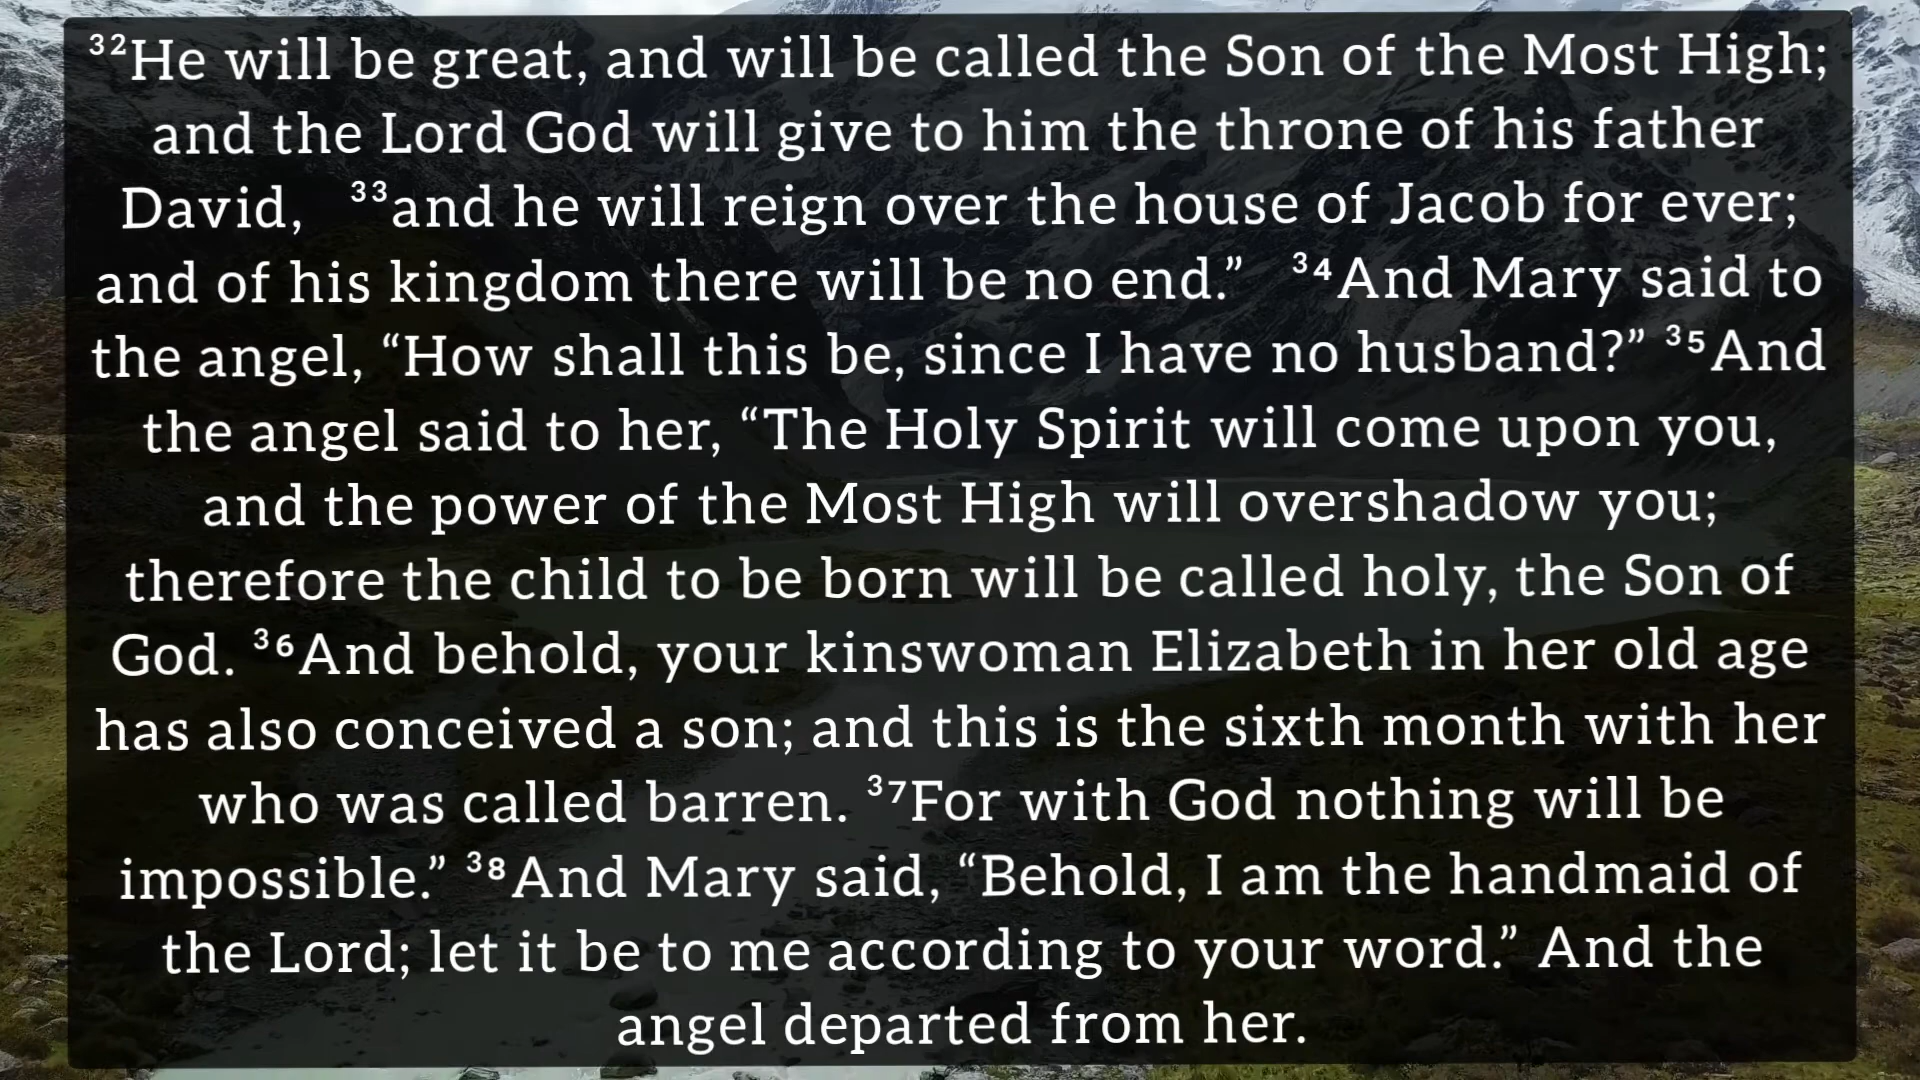 ³²He will be great, and will be called the Son of the Most High;
and the Lord God will give to him the throne of his father
David, ³³and he will reign over the house of Jacob for ever;
and of his kingdom there will be no end.” ³⁴And Mary said to
the angel, “How shall this be, since I have no husband?” ³⁵And
the angel said to her, “The Holy Spirit will come upon you,
and the power of the Most High will overshadow you;
therefore the child to be born will be called holy, the Son of
God. ³⁶And behold, your kinswoman Elizabeth in her old age
has also conceived a son; and this is the sixth month with her
who was called barren. ³⁷For with God nothing will be
impossible.” ³⁸And Mary said, “Behold, I am the handmaid of
the Lord; let it be to me according to your word.” And the
angel departed from her.